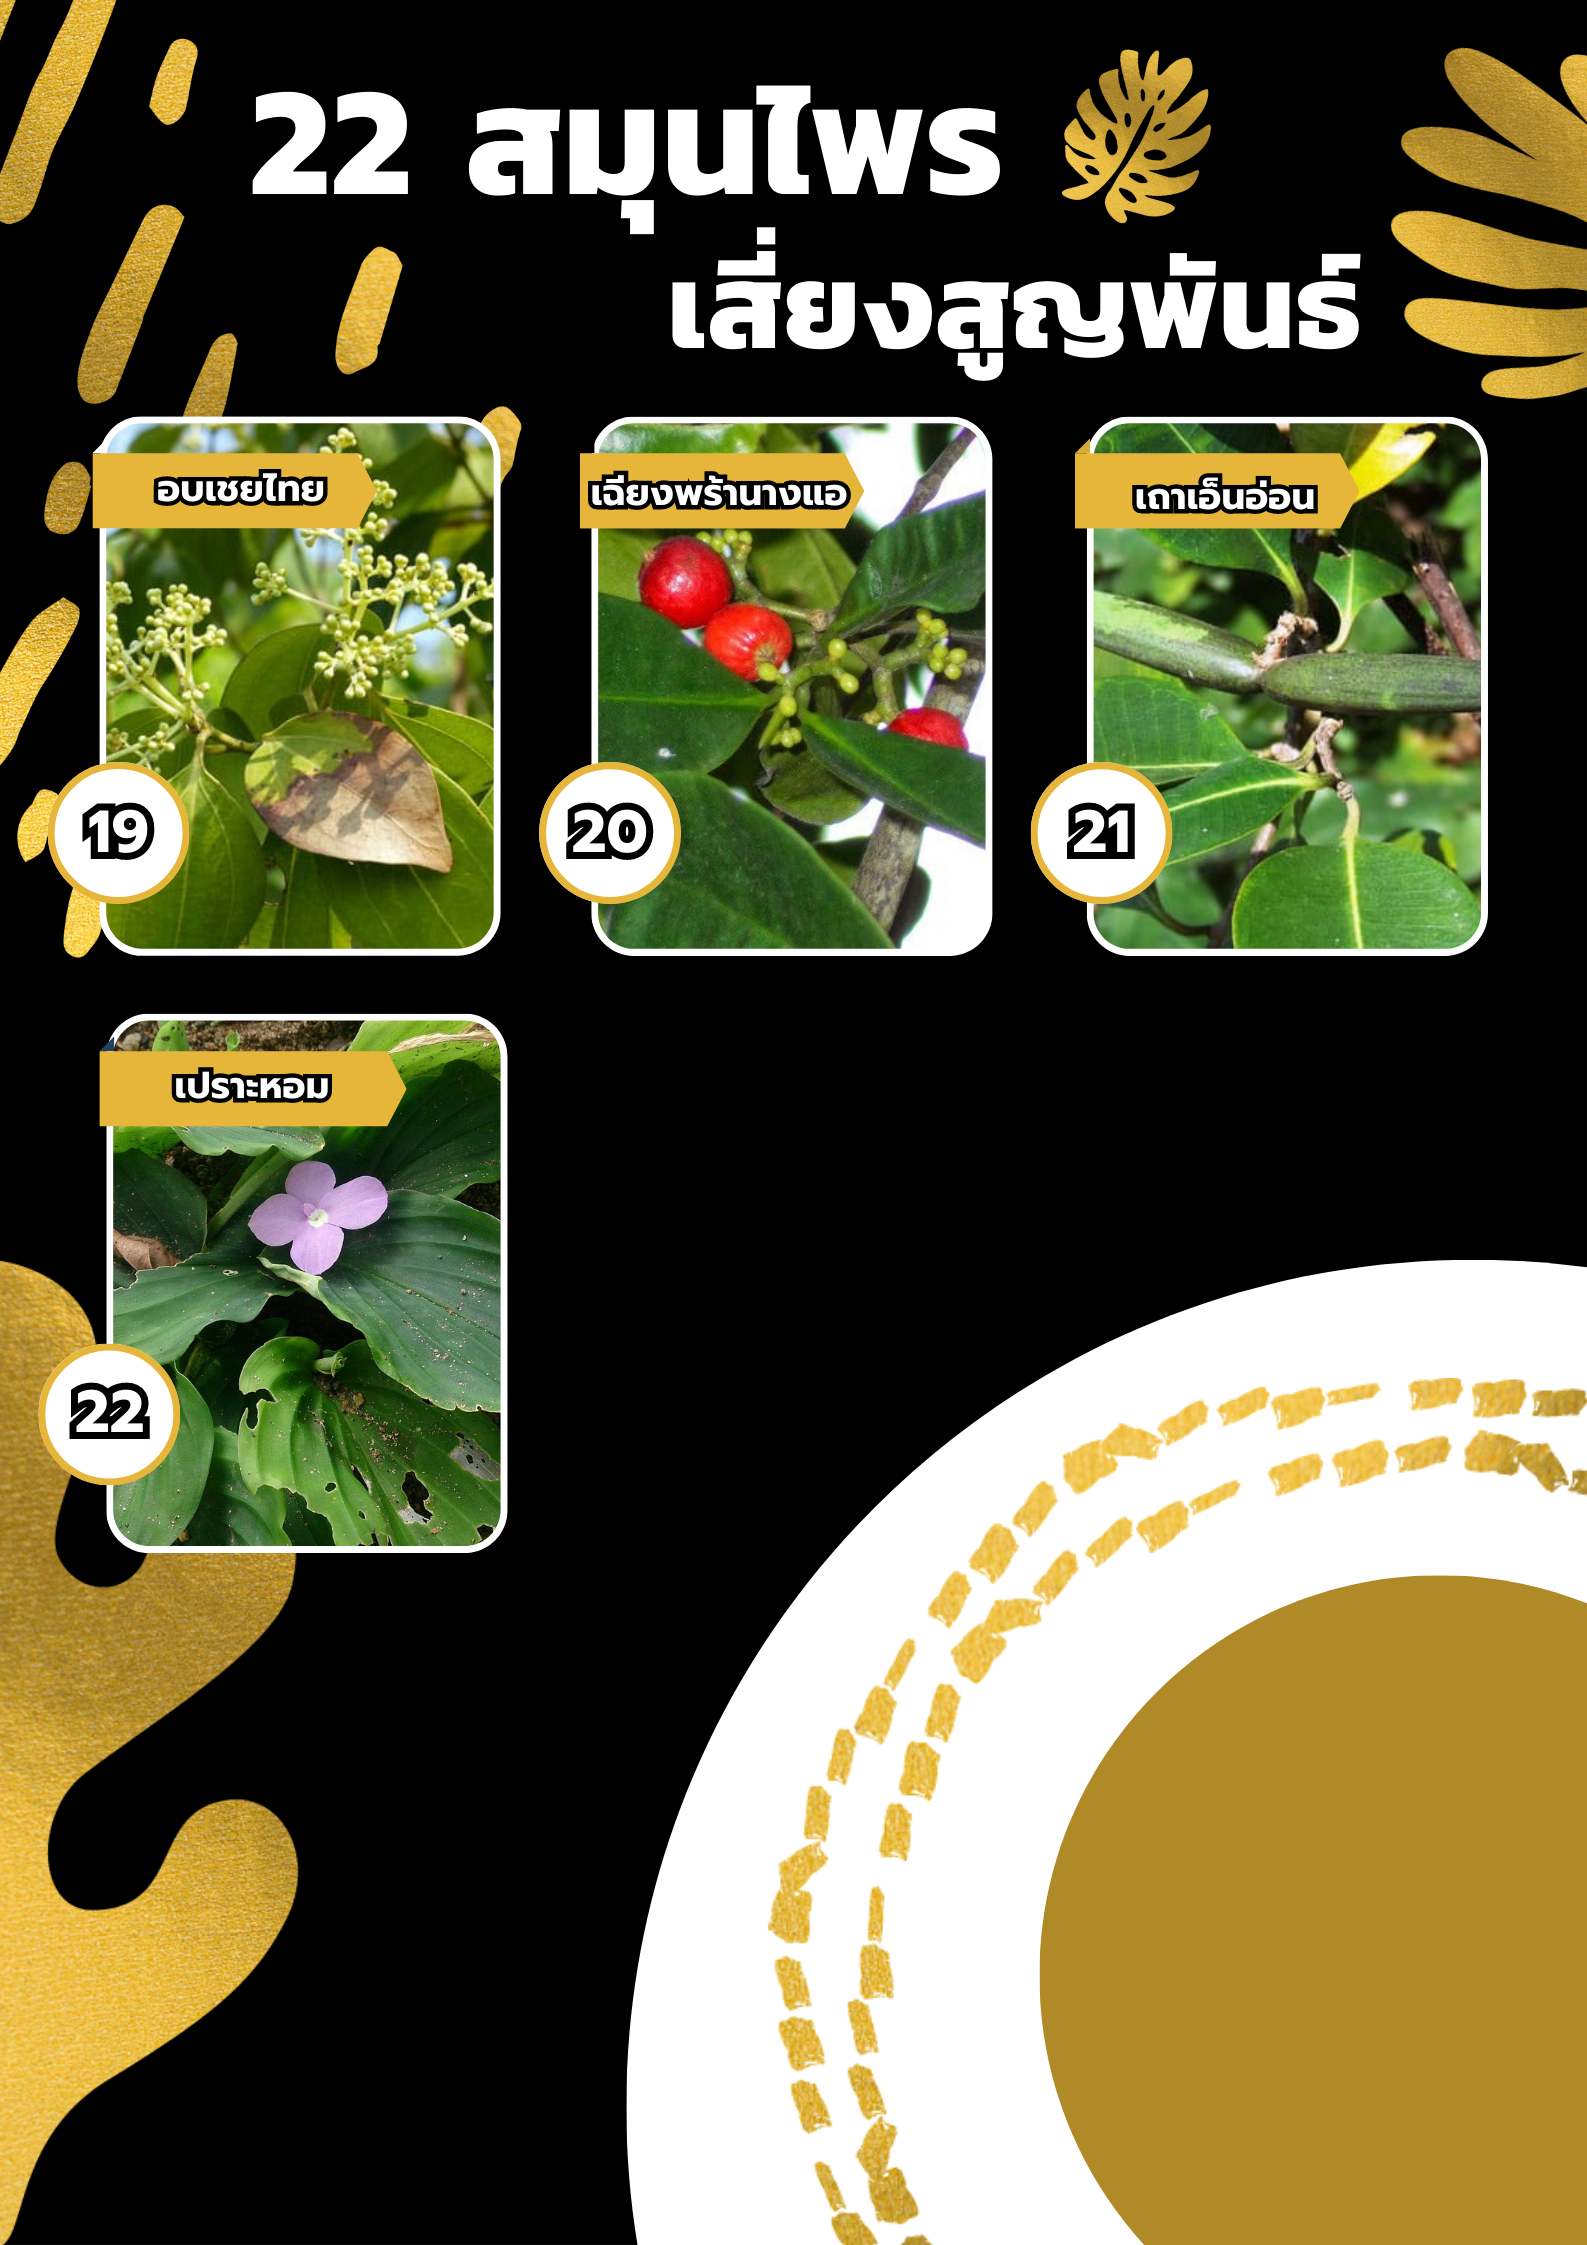 22 สมุนไพร
เสี่ยงสูญพันธ์
อบเชยไทย
เฉียงพร้านางแอ
เถาเอ็นอ่อน
19
20
21
เปราะหอม
22